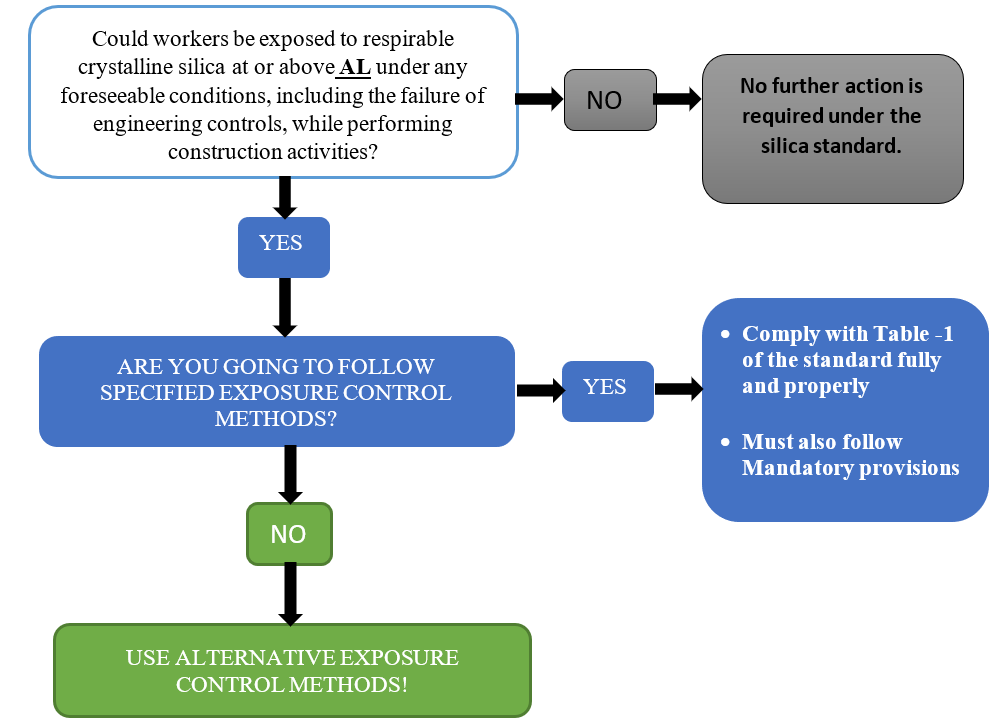 Could workers be exposed to respirable
crystalline silica at or above AL under any
foreseeable conditions, including the failure of
engineering controls, while performing
construction activities?
NO
No further action is
required under the
silica standard.
YES
ARE YOU GOING TO FOLLOW
SPECIFIED EXPOSURE CONTROL
METHODS?
YES
• Comply with Table -1
of the standard fully
and properly
• Must also follow
Mandatory provisions
NO
USE ALTERNATIVE EXPOSURE
CONTROL METHODS!